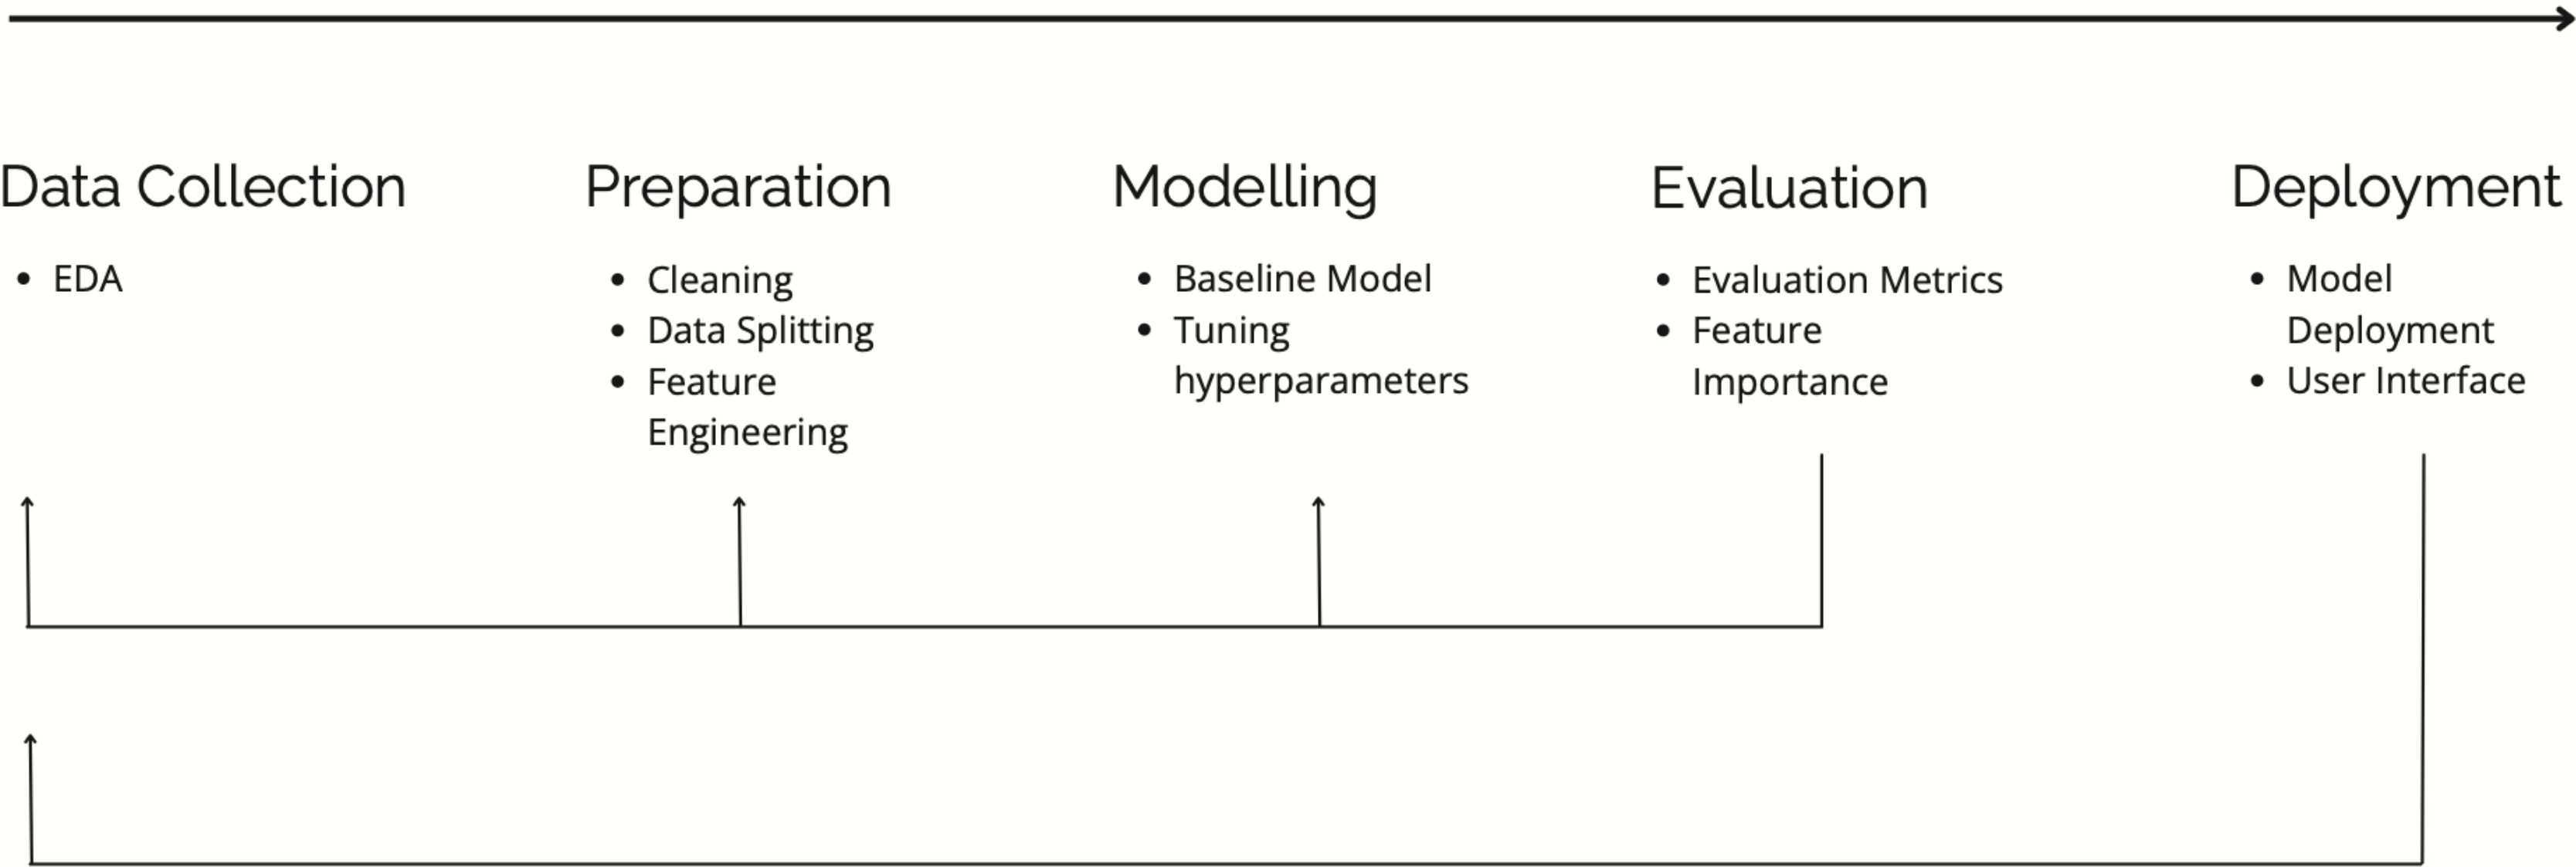 Data Collection
• EDA
Preparation
• Cleaning
• Data Splitting
• Feature
Engineering
Modelling
• Baseline Model
• Tuning
hyperparameters
Evaluation
• Evaluation Metrics
• Feature
Importance
Deployment
• Model
Deployment
• User Interface